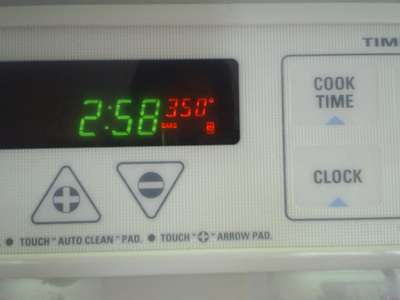 TIM
2:58 350°
BAKE
COOK
TIME
CLOCK
. • TOUCH "AUTO CLEAN" PAD. • TOUCH "+" ARROW PAD.